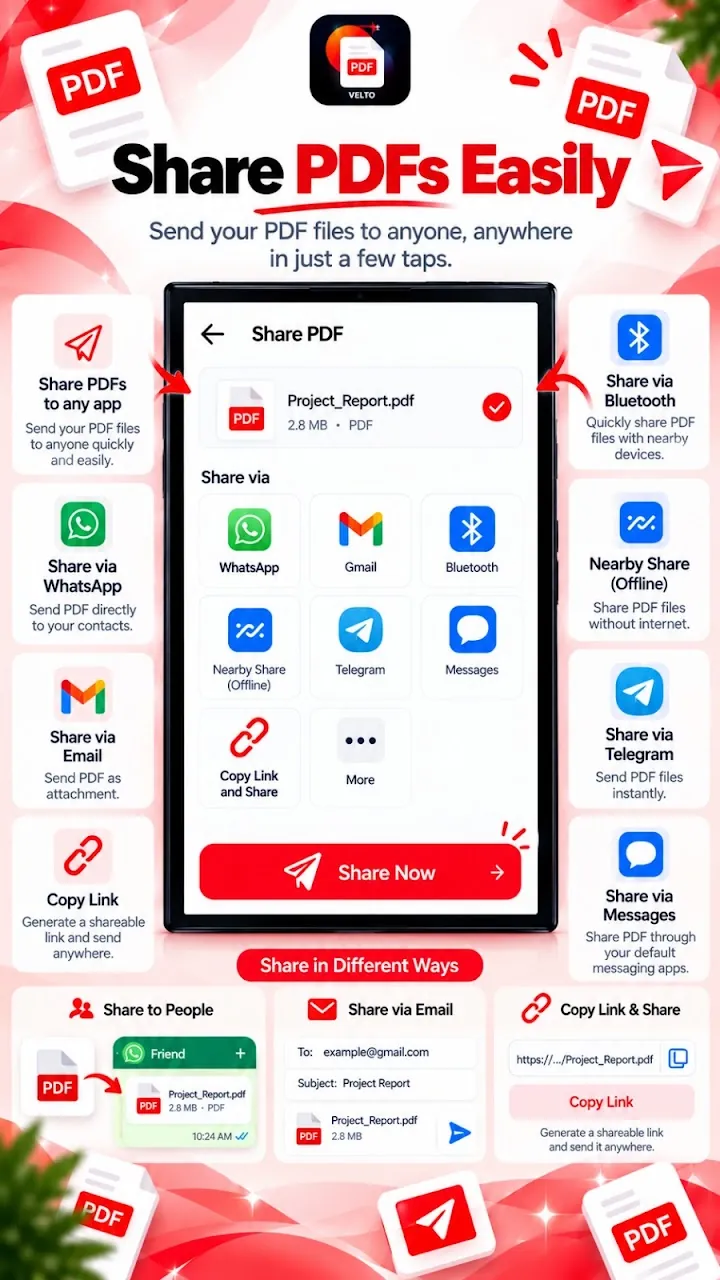 PDF
PDF
VELTO
PDF
Share PDFs Easily
Send your PDF files to anyone, anywhere
in just a few taps.
Share PDFs
to any app
Send your PDF files
to anyone quickly
and easily.
Share via
WhatsApp
Send PDF directly
to your contacts.
Share via
Email
Send PDF as
attachment.
Copy Link
Generate a shareable
link and send
anywhere.
Share PDF
PDF
Project_Report.pdf
2.8 MB • PDF
Share via
WhatsApp
Gmail
Bluetooth
Nearby Share
(Offline)
Telegram
Messages
Copy Link
and Share
More
Share Now
Share via
Bluetooth
Quickly share PDF
files with nearby
devices.
Nearby Share
(Offline)
Share PDF files
without internet.
Share via
Telegram
Send PDF files
instantly.
Share via
Messages
Share PDF through
your default
messaging apps.
Share in Different Ways
Share to People
PDF
Friend
PDF
Project_Report.pdf
2.8 MB • PDF
10:24 AM
Share via Email
To: example@gmail.com
Subject: Project Report
PDF
Project_Report.pdf
2.8 MB
Copy Link & Share
https://.../Project_Report.pdf
Copy Link
Generate a shareable link
and send it anywhere.
PDF
PDF